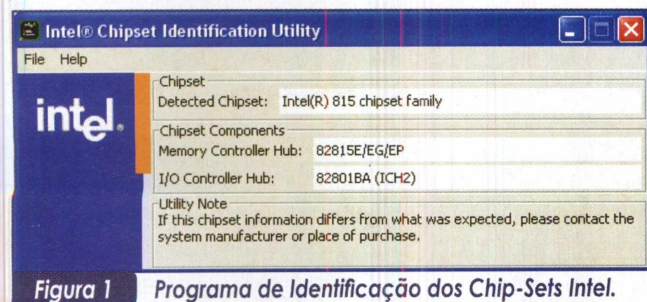 Intel® Chipset Identification Utility
File Help
intel®
Chipset
Detected Chipset: Intel(R) 815 chipset family
Chipset Components
Memory Controller Hub: 82815E/EG/EP
I/O Controller Hub: 82801BA (ICH2)
Utility Note
If this chipset information differs from what was expected, please contact the
system manufacturer or place of purchase.
Figura 1 Programa de Identificação dos Chip-Sets Intel.